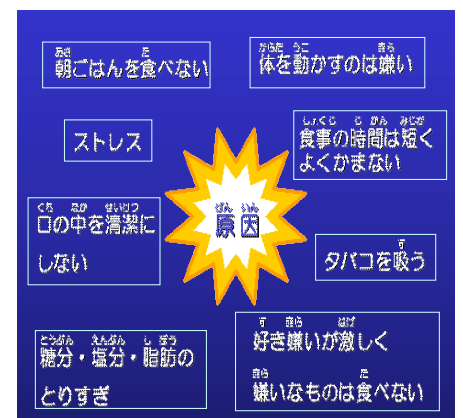 朝ごはんを食べない
体を動かすのは嫌い
ストレス
食事の時間は短く
よくかまない
口の中を清潔に
しない
原因
タバコを吸う
糖分・塩分・脂肪の
とりすぎ
好き嫌いが激しく
嫌いなものは食べない